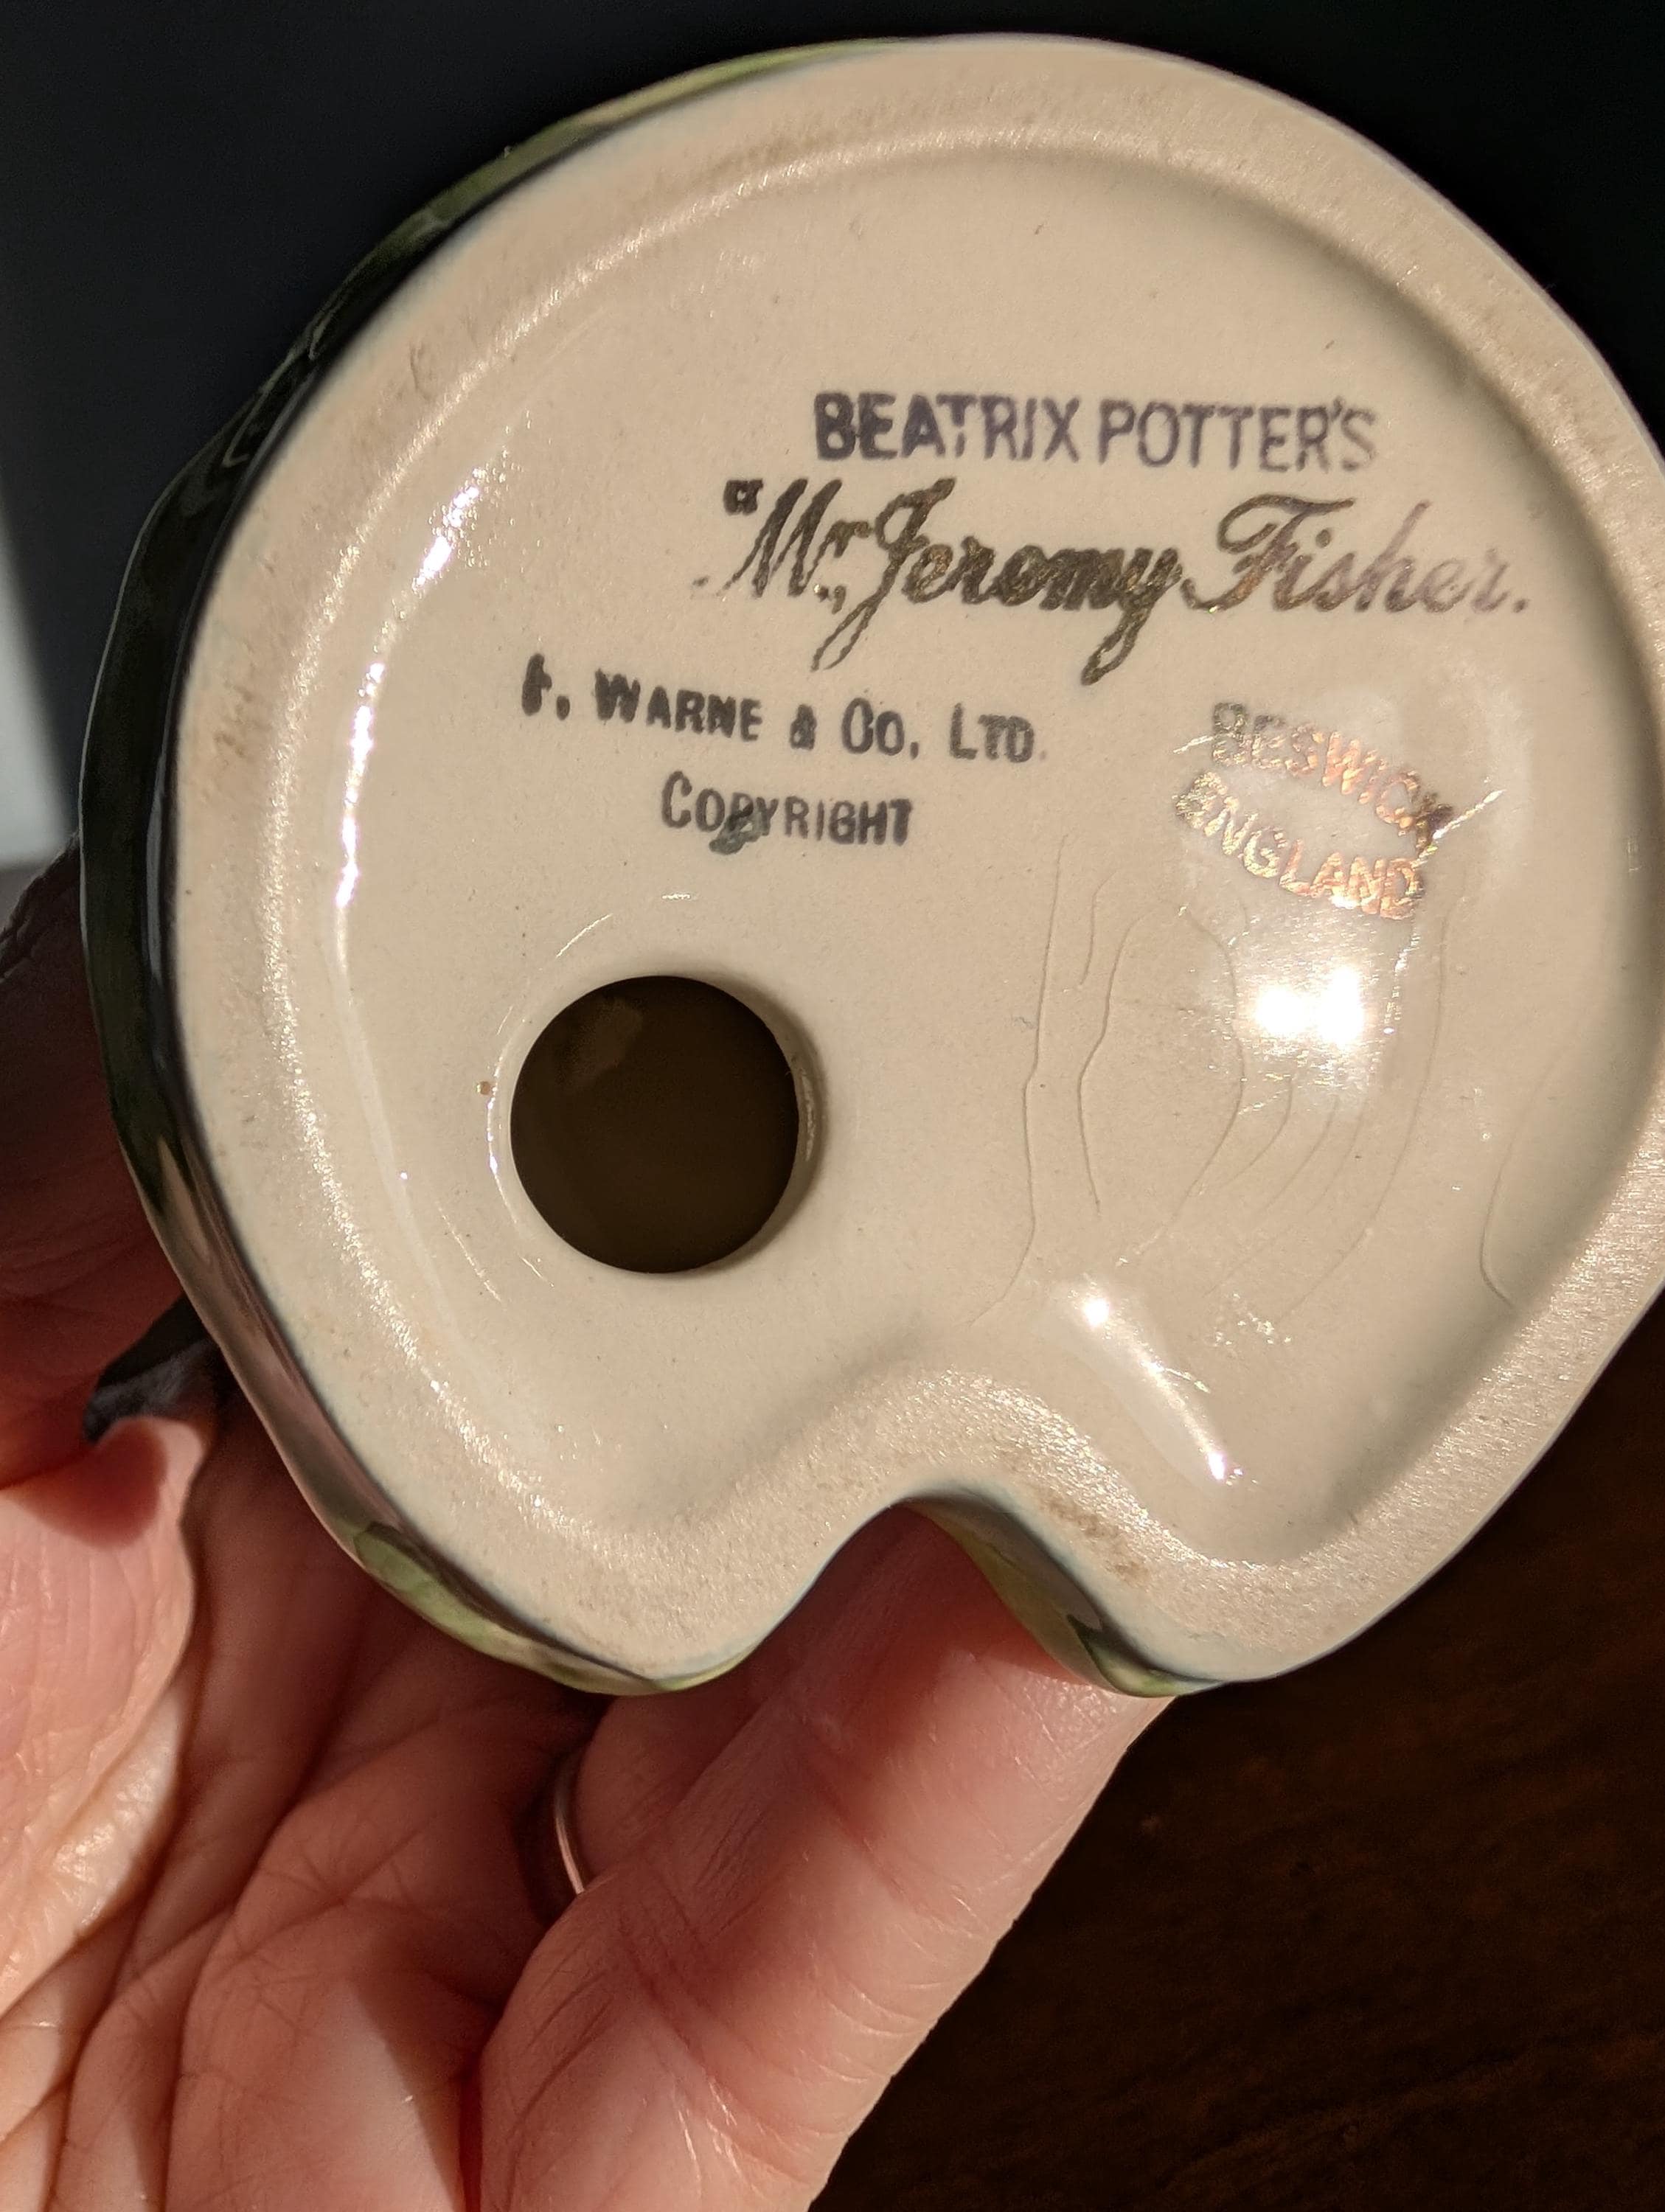 BEATRIX POTTER'S
"Mr. Jeremy Fisher.
F. WARNE & CO. LTD.
COPYRIGHT
BESWICK
ENGLAND